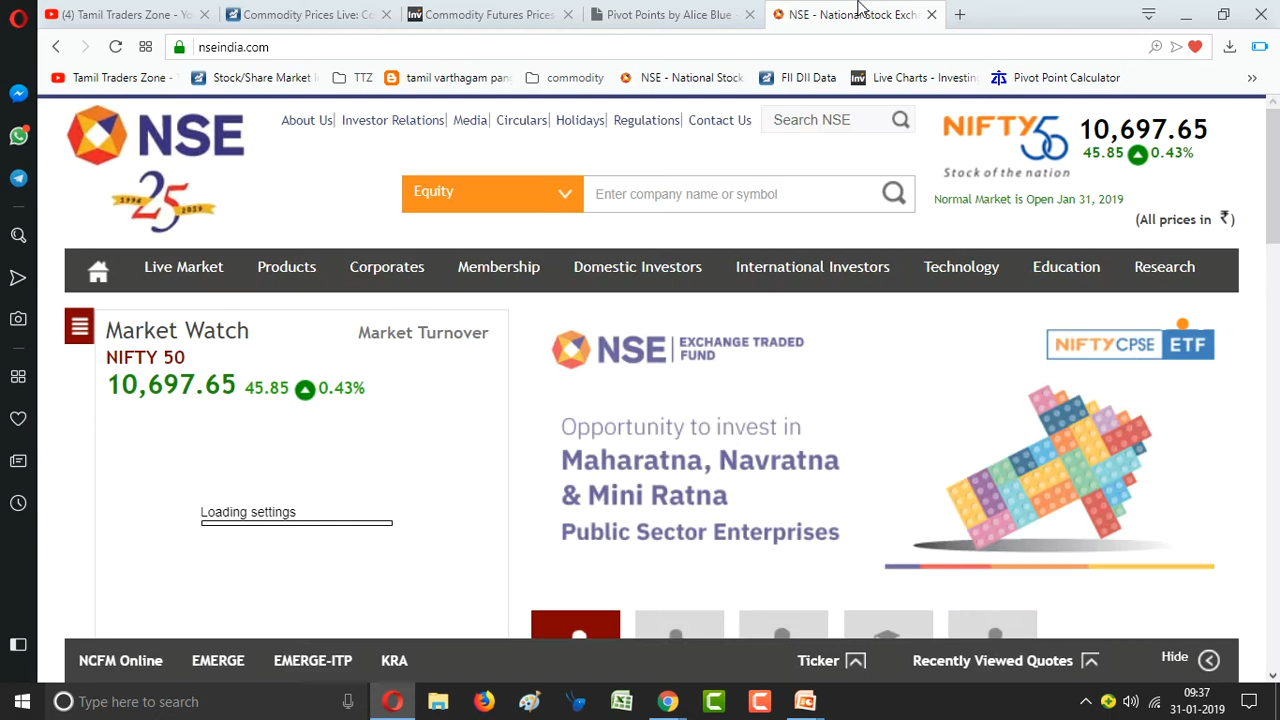 (4) Tamil Traders Zone - Yo
Commodity Prices Live: Co
Commodity Futures Prices
Pivot Points by Alice Blue -
NSE - National Stock Excha
nseindia.com
Tamil Traders Zone -
Stock/Share Market I
TTZ
tamil varthagam pan
commodity
NSE - National Stock
FII DII Data
Live Charts - Investin
Pivot Point Calculator
NSE
1994 25 2019
About Us| Investor Relations| Media| Circulars| Holidays| Regulations| Contact Us
Search NSE
Equity
Enter company name or symbol
NIFTY 50
Stock of the nation
10,697.65
45.85 0.43%
Normal Market is Open Jan 31, 2019
(All prices in ₹)
Live Market
Products
Corporates
Membership
Domestic Investors
International Investors
Technology
Education
Research
Market Watch
Market Turnover
NIFTY 50
10,697.65 45.85 0.43%
Loading settings
NSE EXCHANGE TRADED
FUND
NIFTYCPSE ETF
Opportunity to invest in
Maharatna, Navratna
& Mini Ratna
Public Sector Enterprises
NCFM Online
EMERGE
EMERGE-ITP
KRA
Ticker
Recently Viewed Quotes
Hide
Type here to search
09:37
31-01-2019